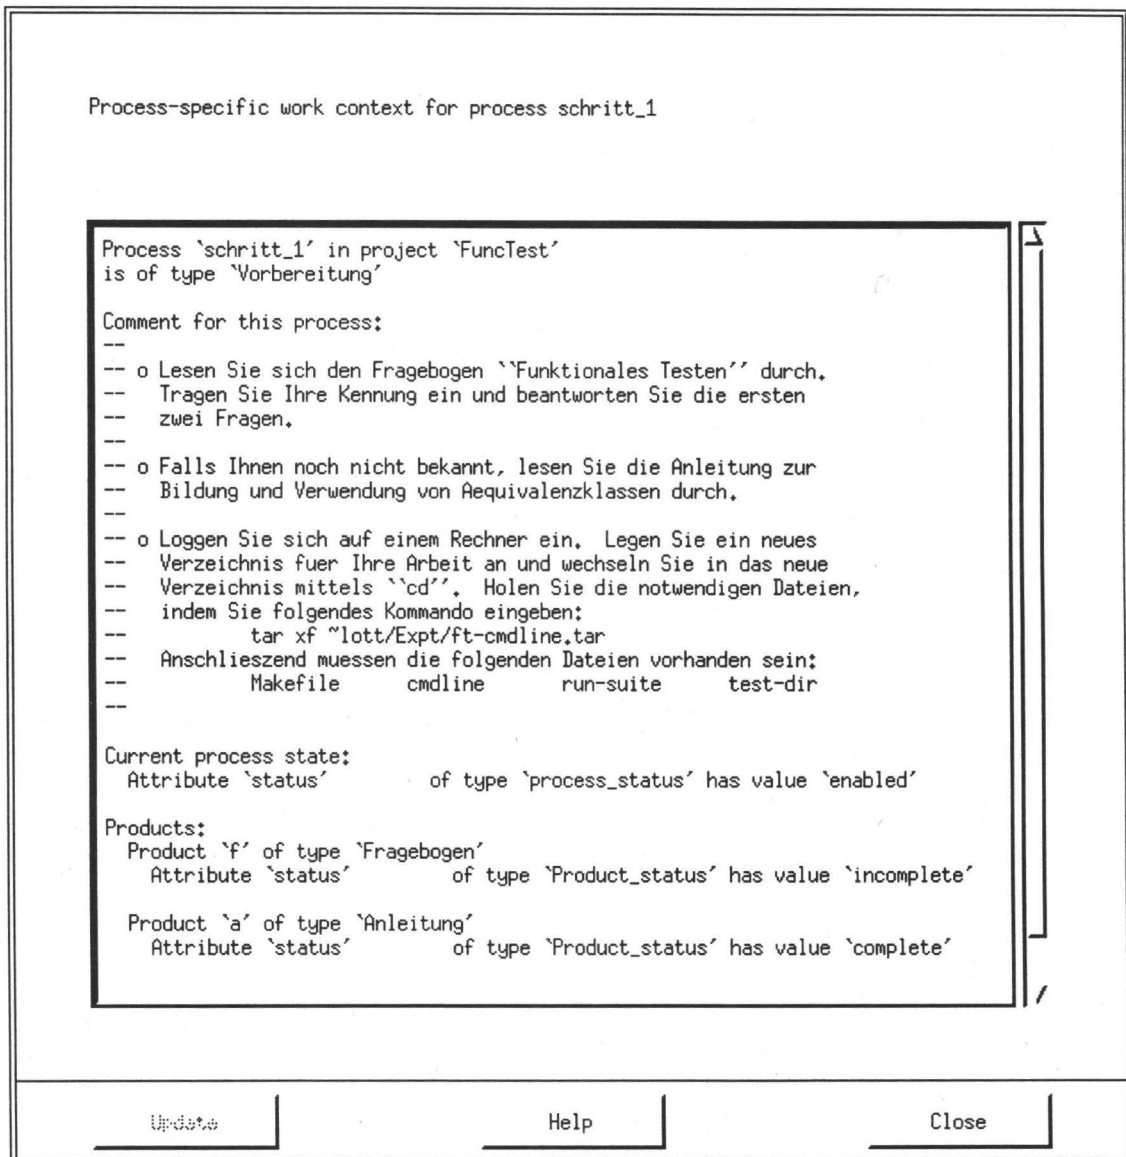 Process-specific work context for process schritt_1
Process `schritt_1' in project `FuncTest'
is of type `Vorbereitung'
Comment for this process:
--
-- o Lesen Sie sich den Fragebogen ``Funktionales Testen'' durch.
--   Tragen Sie Ihre Kennung ein und beantworten Sie die ersten
--   zwei Fragen.
--
-- o Falls Ihnen noch nicht bekannt, lesen Sie die Anleitung zur
--   Bildung und Verwendung von Aequivalenzklassen durch.
--
-- o Loggen Sie sich auf einem Rechner ein.  Legen Sie ein neues
--   Verzeichnis fuer Ihre Arbeit an und wechseln Sie in das neue
--   Verzeichnis mittels ``cd''.  Holen Sie die notwendigen Dateien,
--   indem Sie folgendes Kommando eingeben:
--           tar xf ~lott/Expt/ft-cmdline.tar
--   Anschlieszend muessen die folgenden Dateien vorhanden sein:
--           Makefile      cmdline       run-suite      test-dir
--
Current process state:
  Attribute `status'         of type `process_status' has value `enabled'
Products:
  Product `f' of type `Fragebogen'
    Attribute `status'         of type `Product_status' has value `incomplete'
  Product `a' of type `Anleitung'
    Attribute `status'         of type `Product_status' has value `complete'
Update
Help
Close